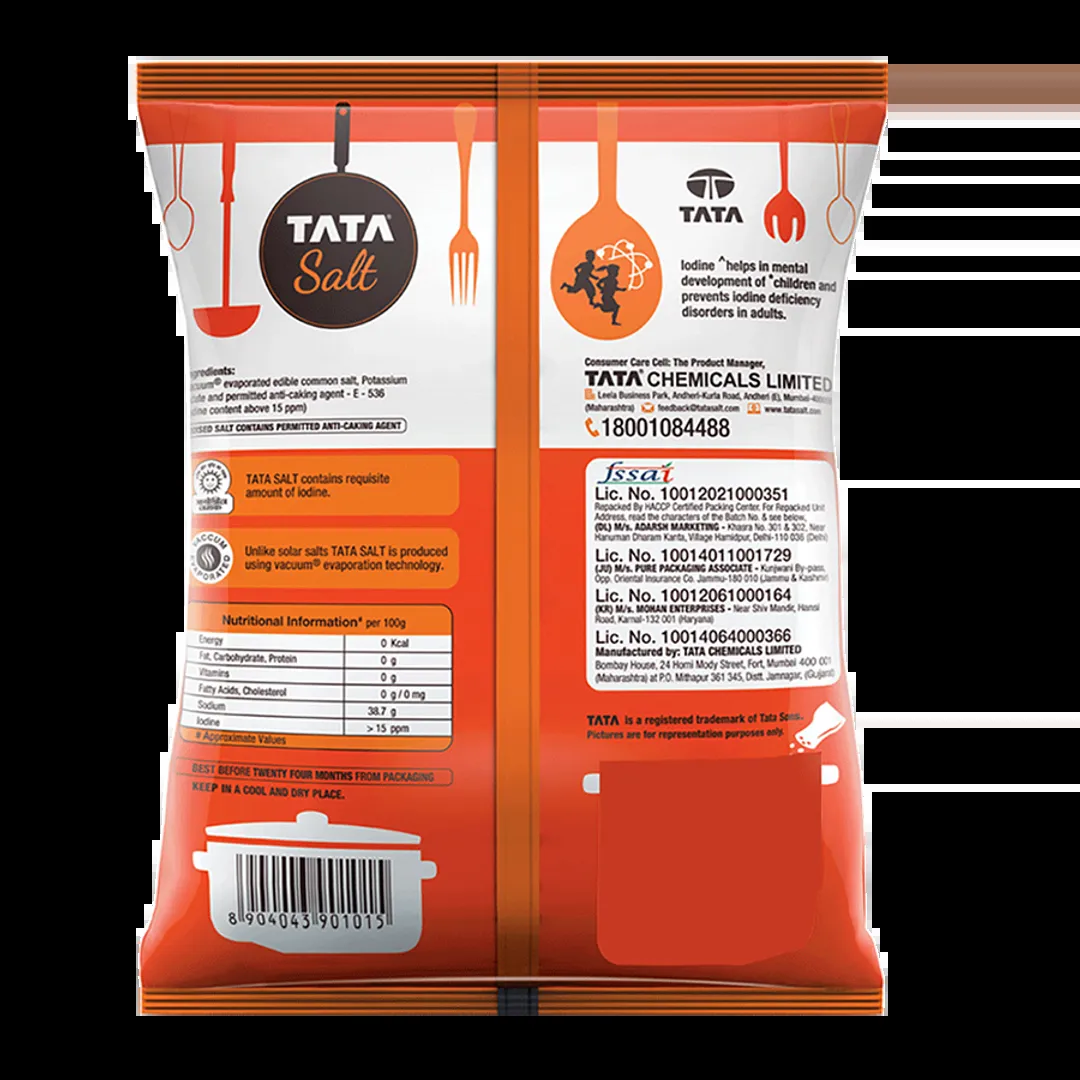 TATA
Salt
TATA
Iodine ^helps in mental
development of *children and
prevents iodine deficiency
disorders in adults.
gredients:
cuum® evaporated edible common salt, Potassium
ate and permitted anti-caking agent - E - 536
dine content above 15 ppm)
DISED SALT CONTAINS PERMITTED ANTI-CAKING AGENT
TATA SALT contains requisite
amount of iodine.
VACCUM EVAPORATED
Unlike solar salts TATA SALT is produced
using vacuum® evaporation technology.
Nutritional Information# per 100g
Energy 0 Kcal
Fat, Carbohydrate, Protein 0 g
Vitamins 0 g
Fatty Acids, Cholesterol 0 g / 0 mg
Sodium 38.7 g
Iodine > 15 ppm
# Approximate Values
BEST BEFORE TWENTY FOUR MONTHS FROM PACKAGING
KEEP IN A COOL AND DRY PLACE.
8 904043 901015
Consumer Care Cell: The Product Manager,
TATA® CHEMICALS LIMITED
Leela Business Park, Andheri-Kurla Road, Andheri (E), Mumbai-
(Maharashtra) feedback@tatasalt.com www.tatasalt.com
18001084488
fssai
Lic. No. 10012021000351
Repacked By HACCP Certified Packing Center. For Repacked Unit
Address, read the characters of the Batch No. & see below,
(DL) M/s. ADARSH MARKETING - Khasra No. 301 & 302, Near
Hanuman Dharam Kanta, Village Hamidpur, Delhi-110 036 (Delhi)
Lic. No. 10014011001729
(JU) M/s. PURE PACKAGING ASSOCIATE - Kunjwani By-pass,
Opp. Oriental Insurance Co. Jammu-180 010 (Jammu & Kashmir)
Lic. No. 10012061000164
(KR) M/s. MOHAN ENTERPRISES - Near Shiv Mandir, Hansi
Road, Karnal-132 001 (Haryana)
Lic. No. 10014064000366
Manufactured by: TATA CHEMICALS LIMITED
Bombay House, 24 Homi Mody Street, Fort, Mumbai 400 001
(Maharashtra) at P.O. Mithapur 361 345, Distt. Jamnagar, (Gujarat)
TATA is a registered trademark of Tata Sons.
Pictures are for representation purposes only.